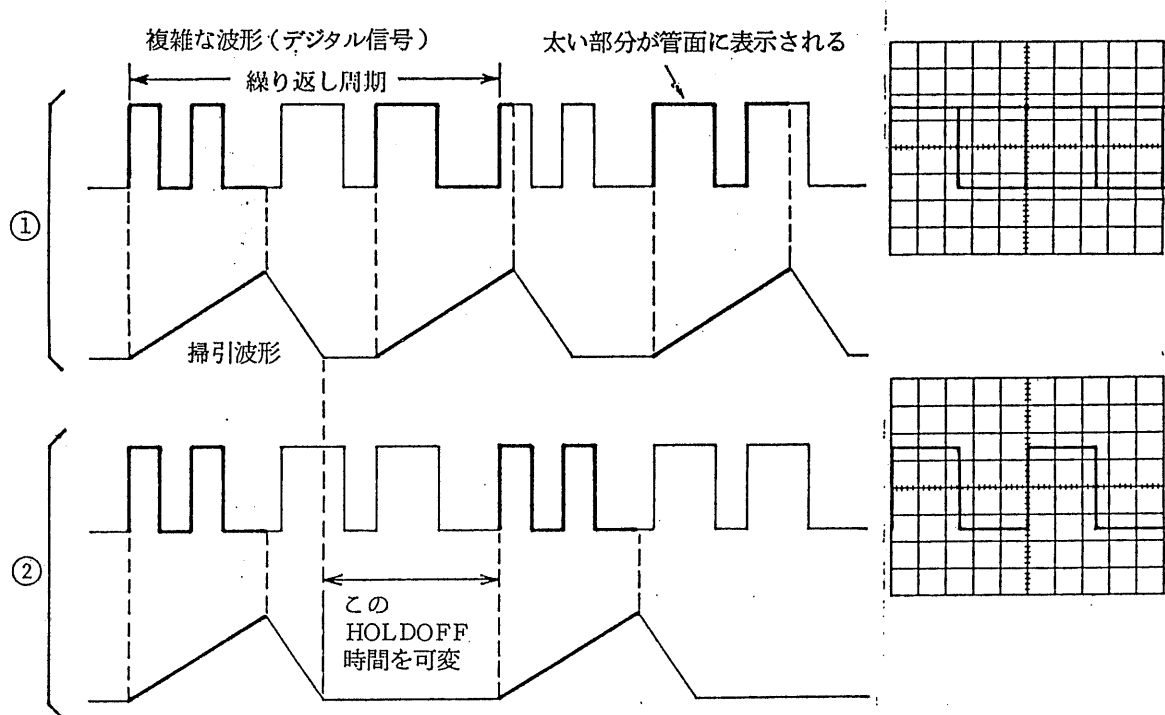 複雑な波形(デジタル信号)
太い部分が管面に表示される
繰り返し周期
①
掃引波形
②
この
HOLDOFF
時間を可変